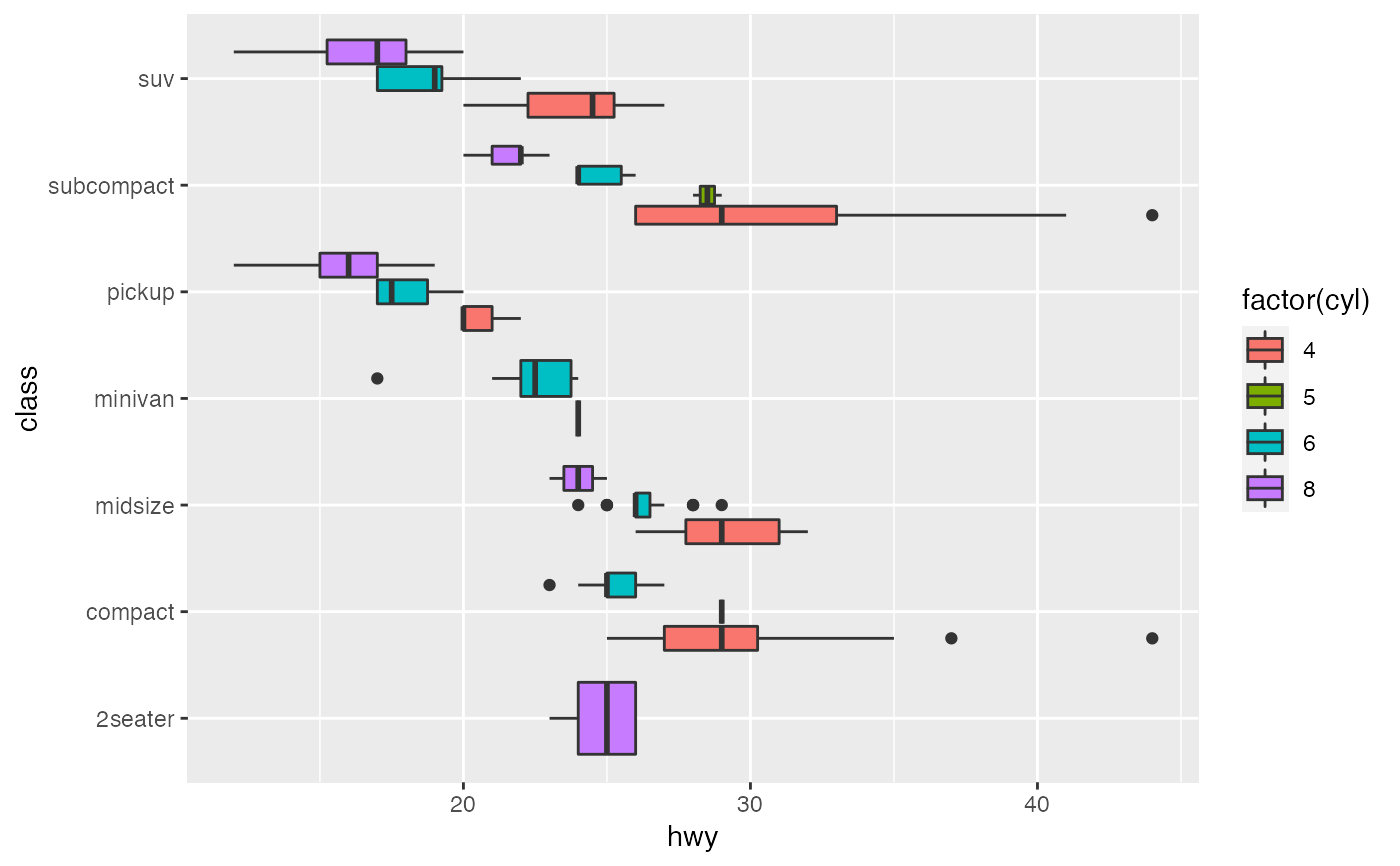 suv
subcompact
pickup
minivan
midsize
compact
2seater
class
20 30 40
hwy
factor(cyl)
4
5
6
8